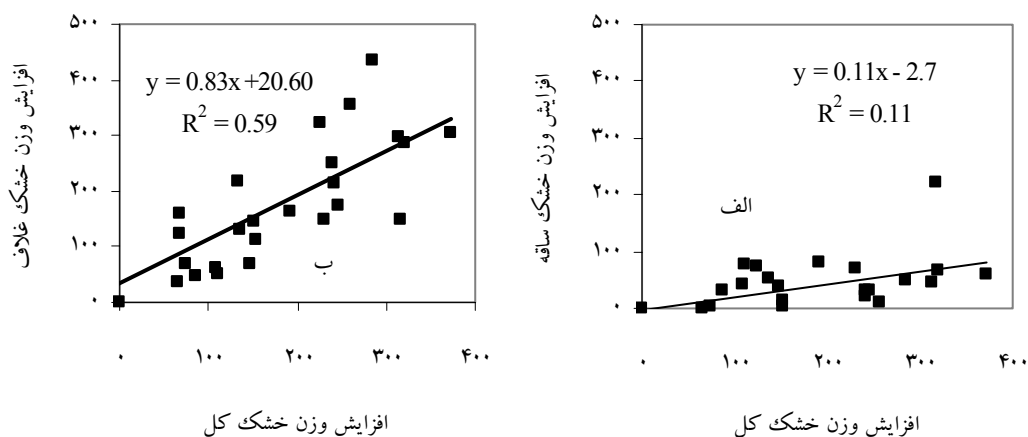 ۵۰۰
۴۰۰
۳۰۰
۲۰۰
۱۰۰
۰
افزایش وزن خشک ساقه
y = 0.11x - 2.7
R² = 0.11
الف
۰ ۱۰۰ ۲۰۰ ۳۰۰ ۴۰۰
افزایش وزن خشک کل
۵۰۰
۴۰۰
۳۰۰
۲۰۰
۱۰۰
۰
افزایش وزن خشک غلاف
y = 0.83x +20.60
R² = 0.59
ب
۰ ۱۰۰ ۲۰۰ ۳۰۰ ۴۰۰
افزایش وزن خشک کل